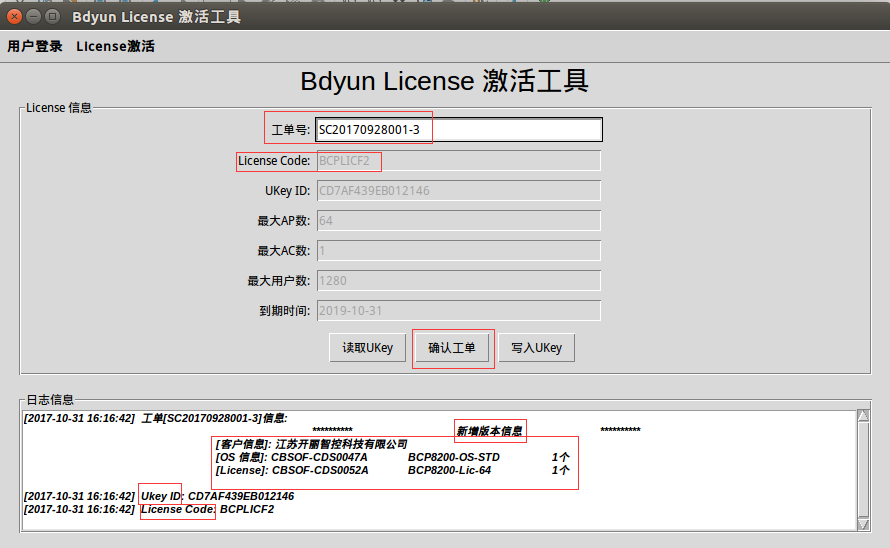 Bdyun License 激活工具
用户登录 License激活
Bdyun License 激活工具
License 信息
工单号: SC20170928001-3
License Code: BCPLICF2
UKey ID: CD7AF439EB012146
最大AP数: 64
最大AC数: 1
最大用户数: 1280
到期时间: 2019-10-31
读取UKey 确认工单 写入UKey
日志信息
[2017-10-31 16:16:42] 工单[SC20170928001-3]信息:
********** 新增版本信息 **********
[客户信息]: 江苏开丽智控科技有限公司
[OS 信息]: CBSOF-CDS0047A BCP8200-OS-STD 1个
[License]: CBSOF-CDS0052A BCP8200-Lic-64 1个
[2017-10-31 16:16:42] Ukey ID: CD7AF439EB012146
[2017-10-31 16:16:42] License Code: BCPLICF2